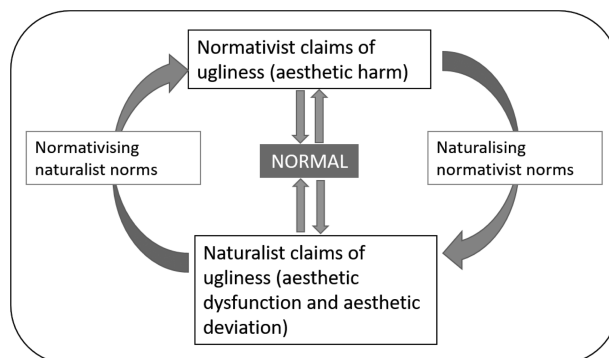 Normativist claims of
ugliness (aesthetic harm)
Normativising
naturalist norms
NORMAL
Naturalising
normativist norms
Naturalist claims of
ugliness (aesthetic
dysfunction and aesthetic
deviation)